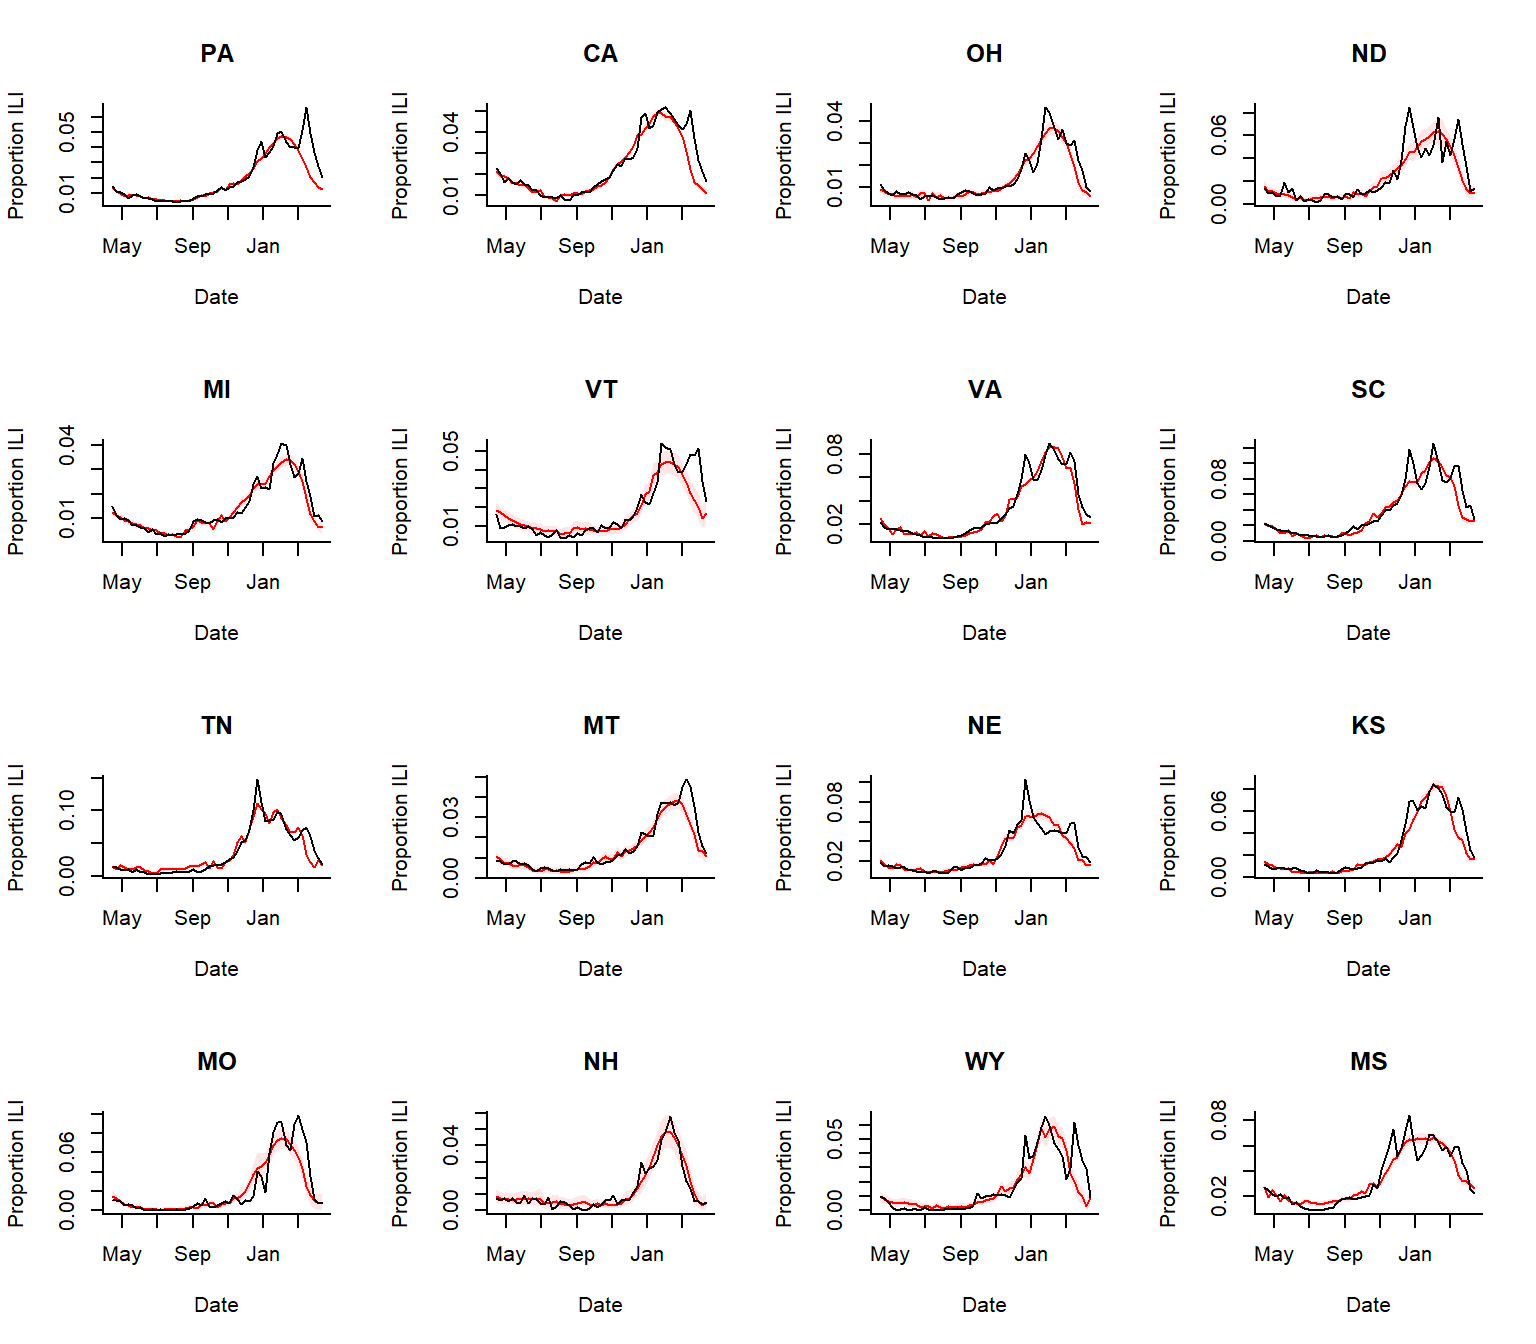 PA
CA
OH
ND
Proportion ILI
0.01
0.05
Proportion ILI
0.01
0.04
Proportion ILI
0.01
0.04
Proportion ILI
0.00
0.06
May Sep Jan
May Sep Jan
May Sep Jan
May Sep Jan
Date
Date
Date
Date
MI
VT
VA
SC
Proportion ILI
0.01
0.04
Proportion ILI
0.01
0.05
Proportion ILI
0.02
0.08
Proportion ILI
0.00
0.08
May Sep Jan
May Sep Jan
May Sep Jan
May Sep Jan
Date
Date
Date
Date
TN
MT
NE
KS
Proportion ILI
0.00
0.10
Proportion ILI
0.00
0.03
Proportion ILI
0.02
0.08
Proportion ILI
0.00
0.06
May Sep Jan
May Sep Jan
May Sep Jan
May Sep Jan
Date
Date
Date
Date
MO
NH
WY
MS
Proportion ILI
0.00
0.06
Proportion ILI
0.00
0.04
Proportion ILI
0.00
0.05
Proportion ILI
0.02
0.08
May Sep Jan
May Sep Jan
May Sep Jan
May Sep Jan
Date
Date
Date
Date